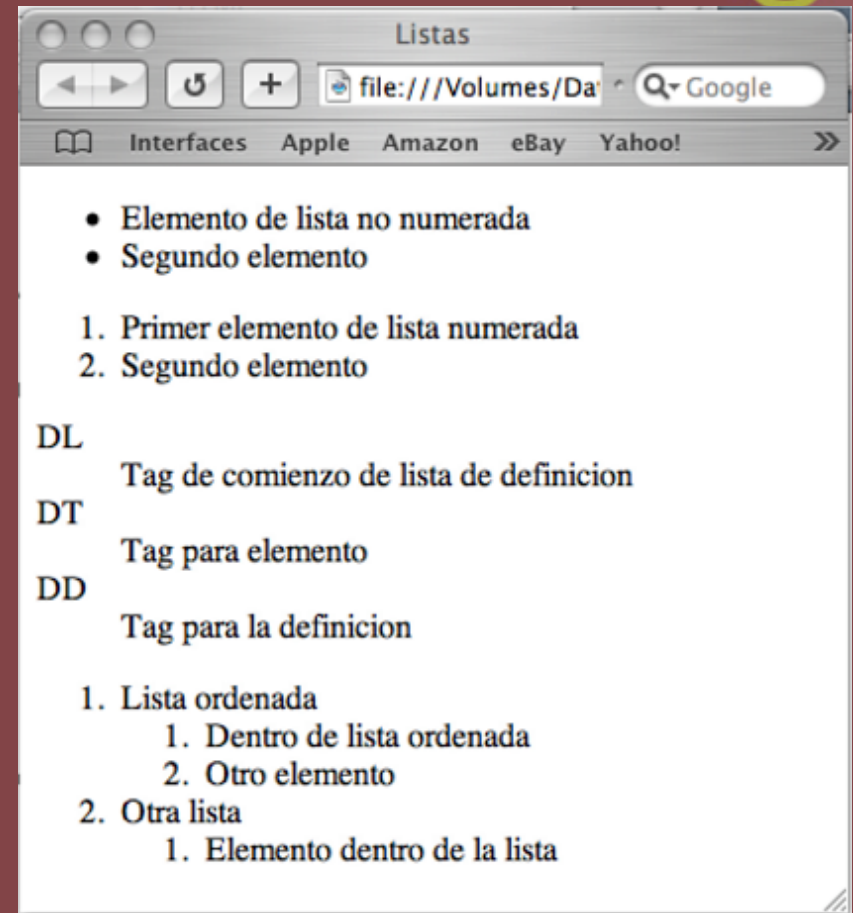 Listas
file:///Volumes/Da
Google
Interfaces Apple Amazon eBay Yahoo!
• Elemento de lista no numerada
• Segundo elemento
1. Primer elemento de lista numerada
2. Segundo elemento
DL
Tag de comienzo de lista de definicion
DT
Tag para elemento
DD
Tag para la definicion
1. Lista ordenada
1. Dentro de lista ordenada
2. Otro elemento
2. Otra lista
1. Elemento dentro de la lista